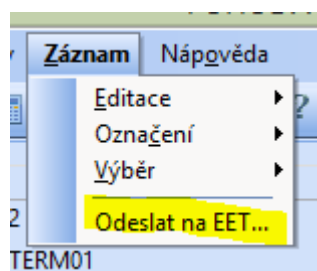 Záznam Nápověda
Editace
Označení
Výběr
?
2
Odeslat na EET...
TERM01